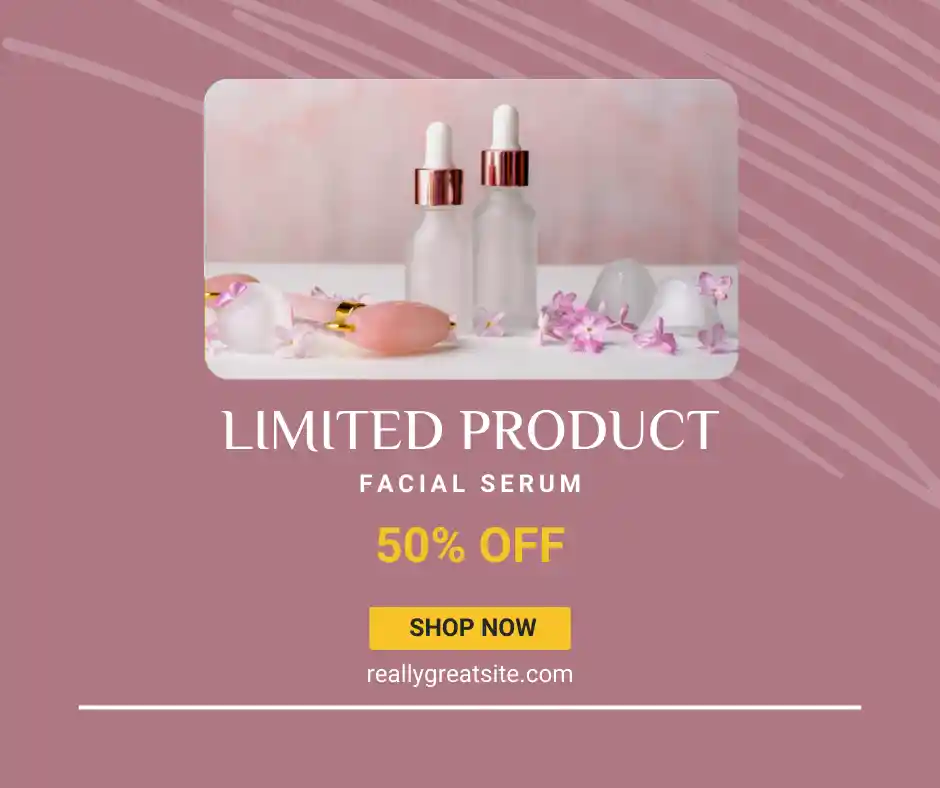 LIMITED PRODUCT
FACIAL SERUM
50% OFF
SHOP NOW
reallygreatsite.com